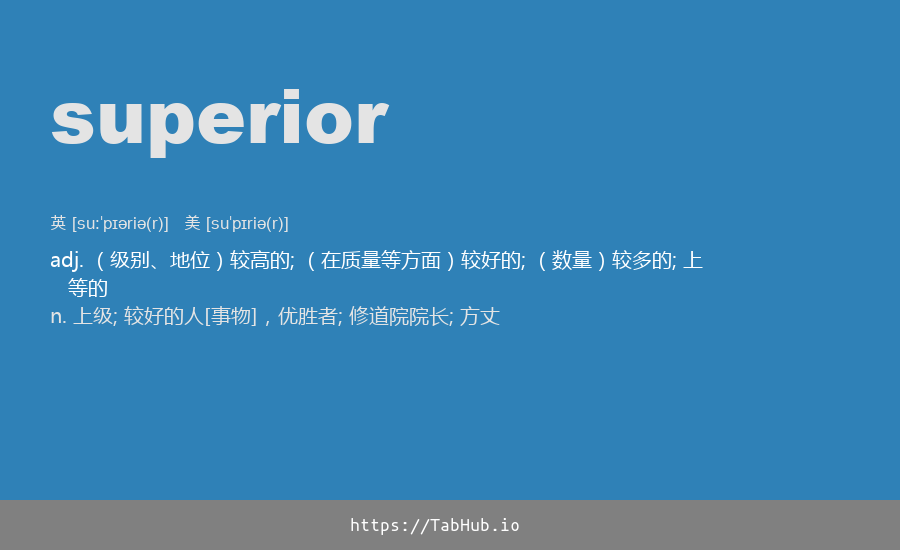 superior
英 [su:ˈpɪəriə(r)] 美 [suˈpɪriə(r)]
adj. （级别、地位）较高的; （在质量等方面）较好的; （数量）较多的; 上
等的
n. 上级; 较好的人[事物]，优胜者; 修道院院长; 方丈
https://TabHub.io